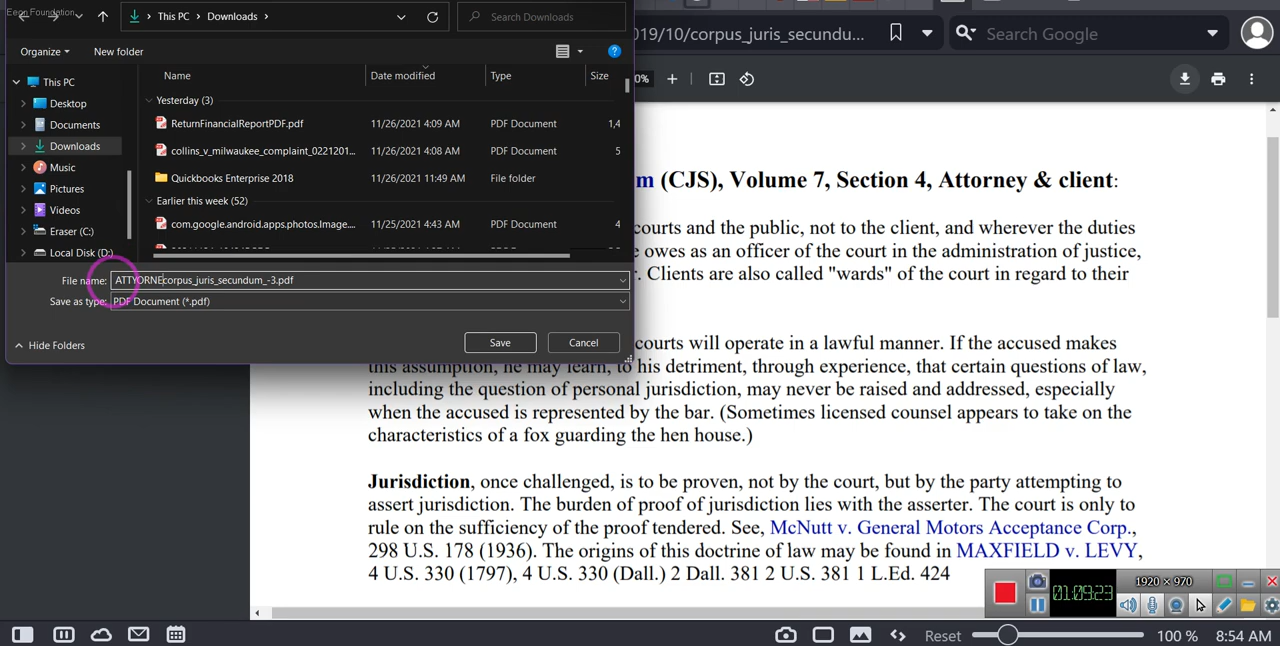 Eeon Foundation
This PC > Downloads >
Search Downloads
019/10/corpus_juris_secundu...
Search Google
Organize
New folder
0%
This PC
Desktop
Documents
Downloads
Music
Pictures
Videos
Eraser (C:)
Local Disk (D:)
Name
Date modified
Type
Size
Yesterday (3)
ReturnFinancialReportPDF.pdf 11/26/2021 4:09 AM PDF Document 1,4
collins_v_milwaukee_complaint_0221201... 11/26/2021 4:08 AM PDF Document 5
Quickbooks Enterprise 2018 11/26/2021 11:49 AM File folder
Earlier this week (52)
com.google.android.apps.photos.Image... 11/25/2021 4:43 AM PDF Document 4
File name: ATTYORNEcorpus_juris_secundum_-3.pdf
Save as type: PDF Document (*.pdf)
Hide Folders
Save
Cancel
m (CJS), Volume 7, Section 4, Attorney & client:
courts and the public, not to the client, and wherever the duties
e owes as an officer of the court in the administration of justice,
. Clients are also called "wards" of the court in regard to their
courts will operate in a lawful manner. If the accused makes
this assumption, he may learn, to his detriment, through experience, that certain questions of law,
including the question of personal jurisdiction, may never be raised and addressed, especially
when the accused is represented by the bar. (Sometimes licensed counsel appears to take on the
characteristics of a fox guarding the hen house.)
Jurisdiction, once challenged, is to be proven, not by the court, but by the party attempting to
assert jurisdiction. The burden of proof of jurisdiction lies with the asserter. The court is only to
rule on the sufficiency of the proof tendered. See, McNutt v. General Motors Acceptance Corp.,
298 U.S. 178 (1936). The origins of this doctrine of law may be found in MAXFIELD v. LEVY,
4 U.S. 330 (1797), 4 U.S. 330 (Dall.) 2 Dall. 381 2 U.S. 381 1 L.Ed. 424
01:09:23
1920 × 970
Reset
100 %
8:54 AM